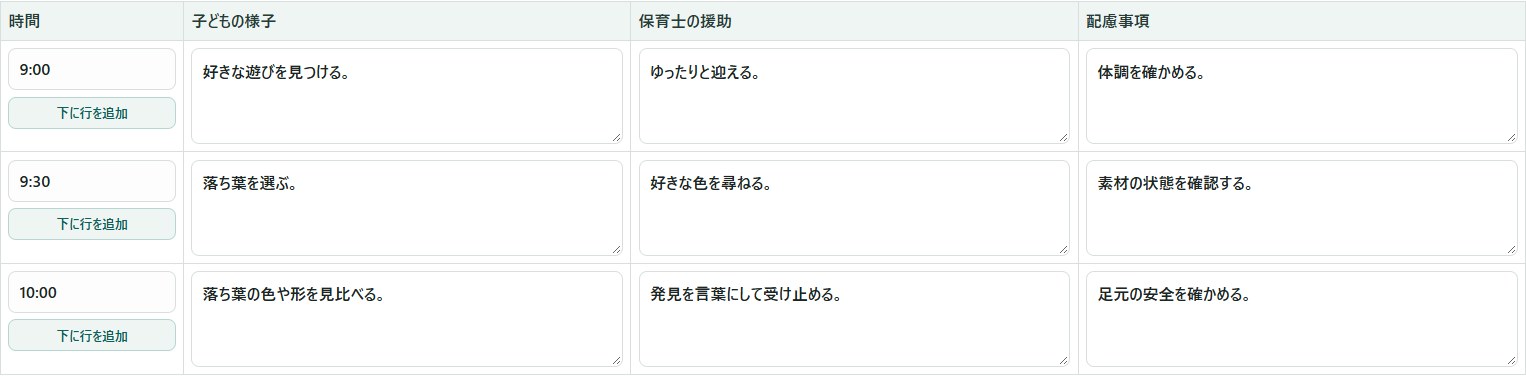 時間 子どもの様子 保育士の援助 配慮事項
9:00 好きな遊びを見つける。 ゆったりと迎える。 体調を確かめる。
下に行を追加
9:30 落ち葉を選ぶ。 好きな色を尋ねる。 素材の状態を確認する。
下に行を追加
10:00 落ち葉の色や形を見比べる。 発見を言葉にして受け止める。 足元の安全を確かめる。
下に行を追加